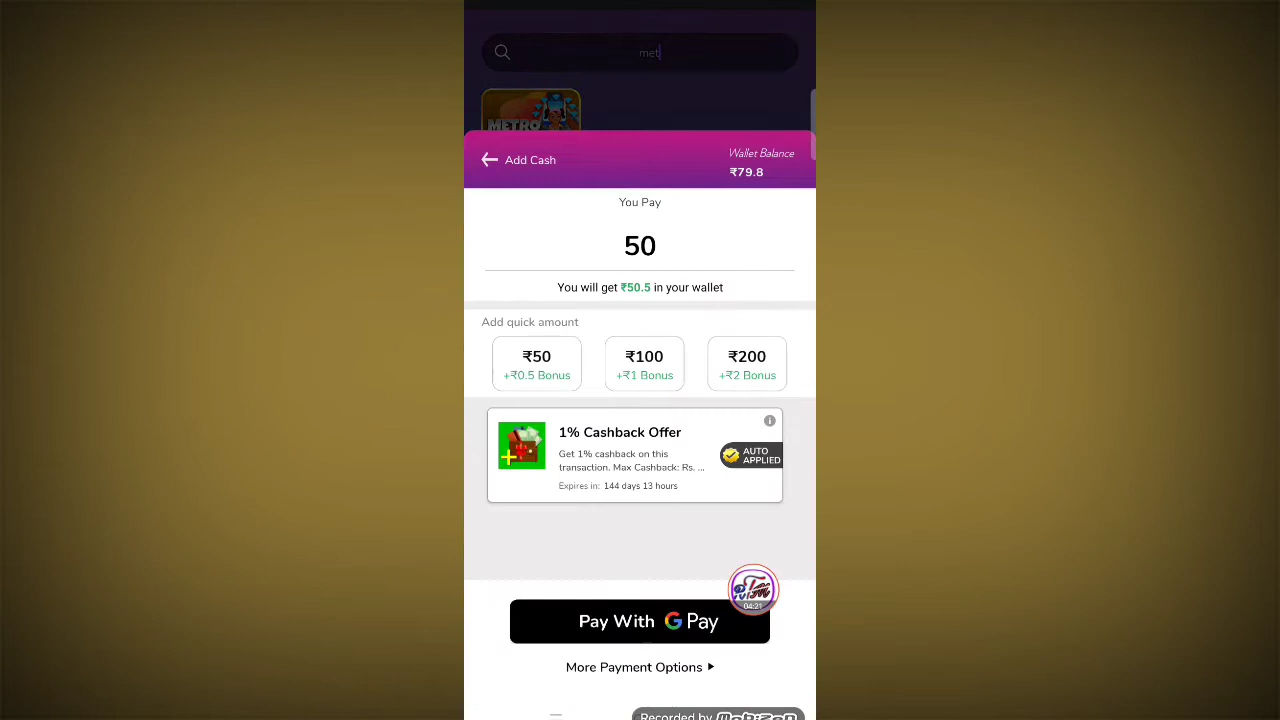 met
METRO
Add Cash
Wallet Balance
₹79.8
You Pay
50
You will get ₹50.5 in your wallet
Add quick amount
₹50
+₹0.5 Bonus
₹100
+₹1 Bonus
₹200
+₹2 Bonus
1% Cashback Offer
Get 1% cashback on this
transaction. Max Cashback: Rs. ...
Expires in: 144 days 13 hours
AUTO
APPLIED
04:21
Pay With G Pay
More Payment Options
Recorded by MOBIZEN